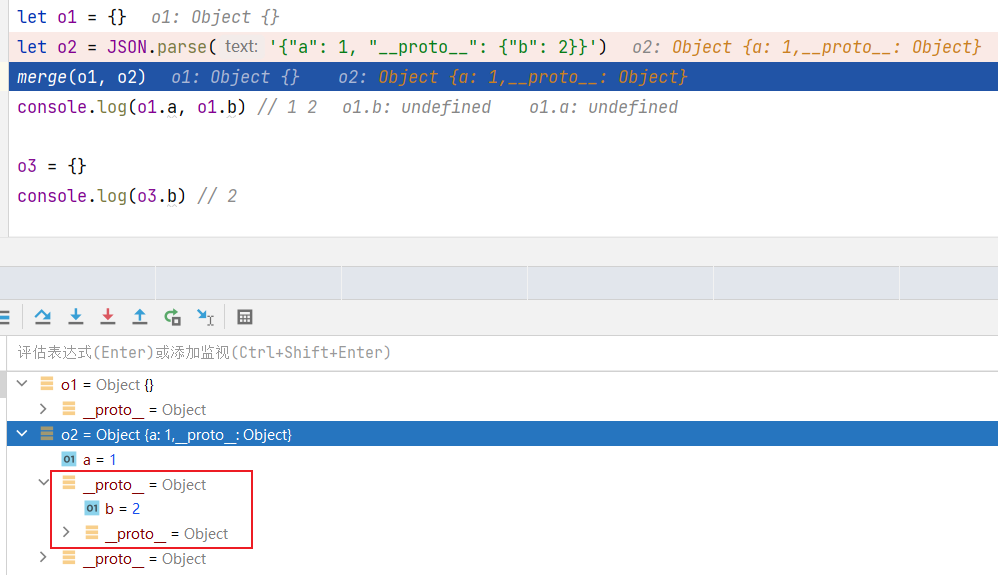 let o1 = {} o1: Object {}
let o2 = JSON.parse( text: '{"a": 1, "__proto__": {"b": 2}}') o2: Object {a: 1,__proto__: Object}
merge(o1, o2) o1: Object {} o2: Object {a: 1,__proto__: Object}
console.log(o1.a, o1.b) // 1 2 o1.b: undefined o1.a: undefined
o3 = {}
console.log(o3.b) // 2
评估表达式(Enter)或添加监视(Ctrl+Shift+Enter)
o1 = Object {}
__proto__ = Object
o2 = Object {a: 1,__proto__: Object}
01 a = 1
__proto__ = Object
01 b = 2
__proto__ = Object
__proto__ = Object